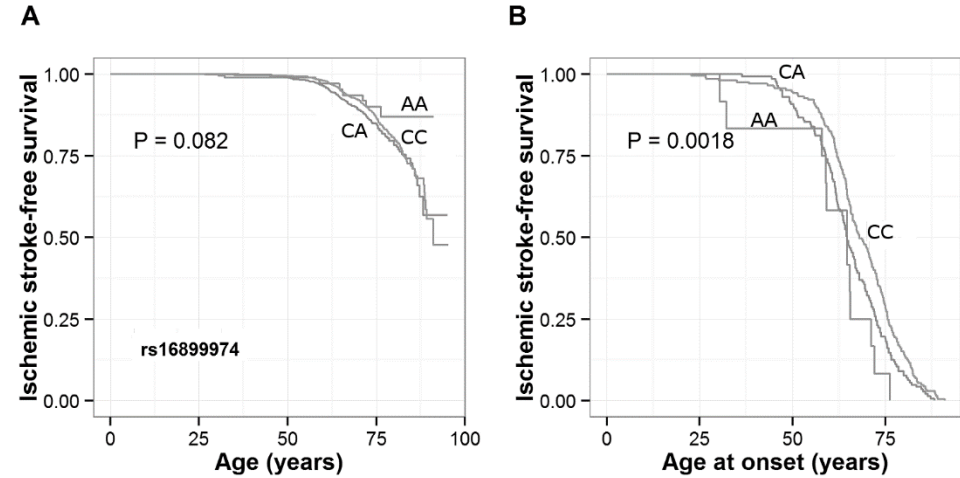 A
Ischemic stroke-free survival
1.00
0.75
0.50
0.25
0.00
P = 0.082
AA
CA
CC
rs16899974
0
25
50
75
100
Age (years)
B
Ischemic stroke-free survival
1.00
0.75
0.50
0.25
0.00
CA
AA
P = 0.0018
CC
0
25
50
75
Age at onset (years)